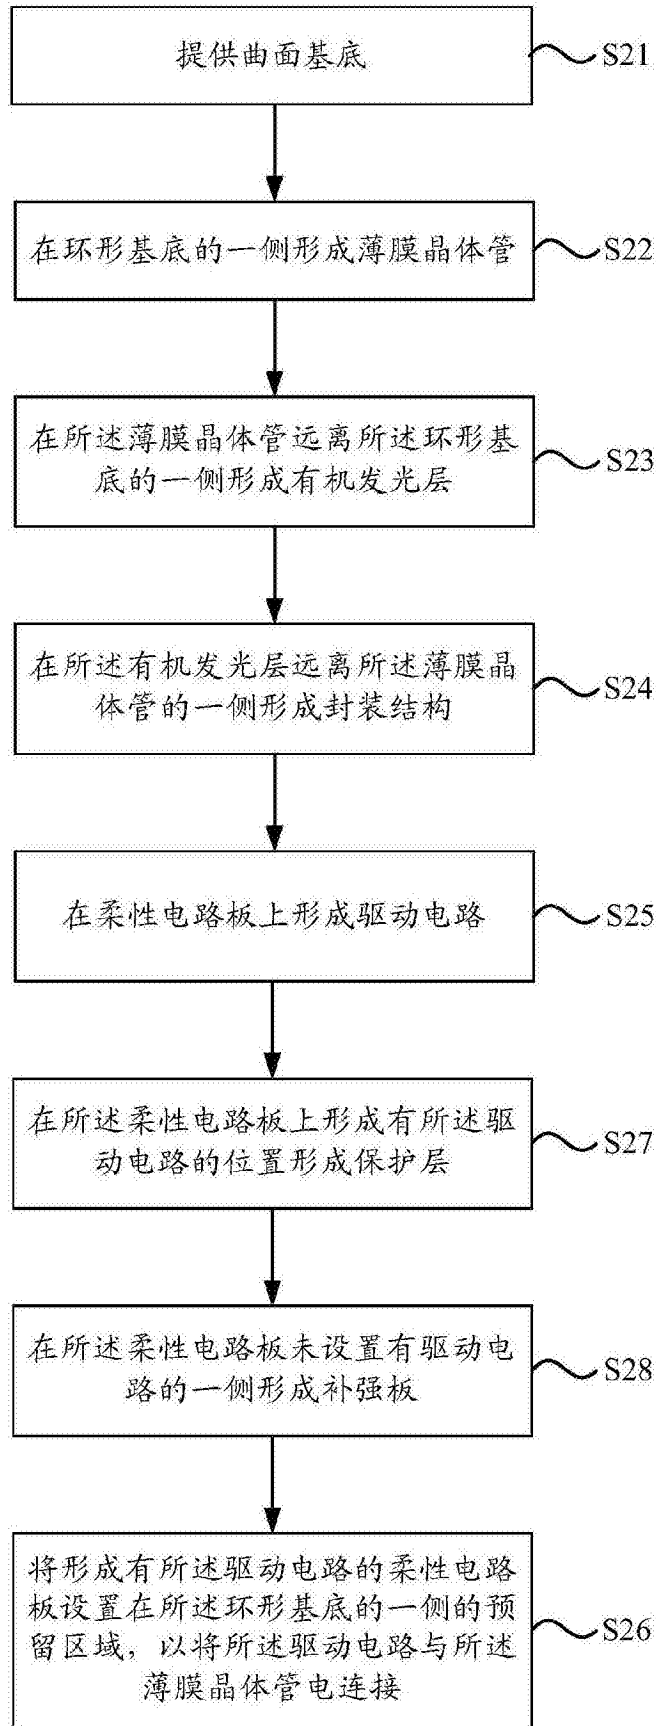 提供曲面基底
S21
在环形基底的一侧形成薄膜晶体管
S22
在所述薄膜晶体管远离所述环形基
底的一侧形成有机发光层
S23
在所述有机发光层远离所述薄膜晶
体管的一侧形成封装结构
S24
在柔性电路板上形成驱动电路
S25
在所述柔性电路板上形成有所述驱
动电路的位置形成保护层
S27
在所述柔性电路板未设置有驱动电
路的一侧形成补强板
S28
将形成有所述驱动电路的柔性电路
板设置在所述环形基底的一侧的预
留区域，以将所述驱动电路与所述
薄膜晶体管电连接
S26